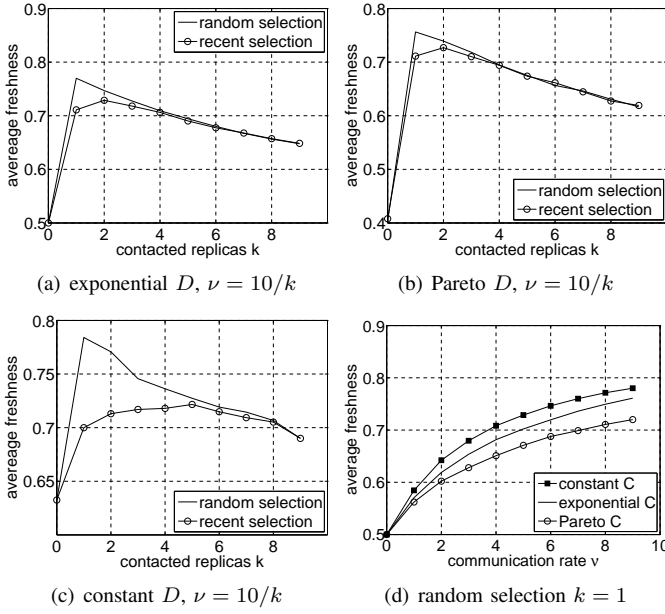 0.9
0.8
0.7
0.6
0.5
0
2
4
6
8
avereage freshness
contacted replicas k
random selection
recent selection
(a) exponential D, ν = 10/k
0.8
0.7
0.6
0.5
0.4
0
2
4
6
8
avereage freshness
contacted replicas k
random selection
recent selection
(b) Pareto D, ν = 10/k
0.8
0.75
0.7
0.65
0
2
4
6
8
avereage freshness
contacted replicas k
random selection
recent selection
(c) constant D, ν = 10/k
0.9
0.8
0.7
0.6
0.5
0
2
4
6
8
10
average freshness
communication rate ν
constant C
exponential C
Pareto C
(d) random selection k = 1